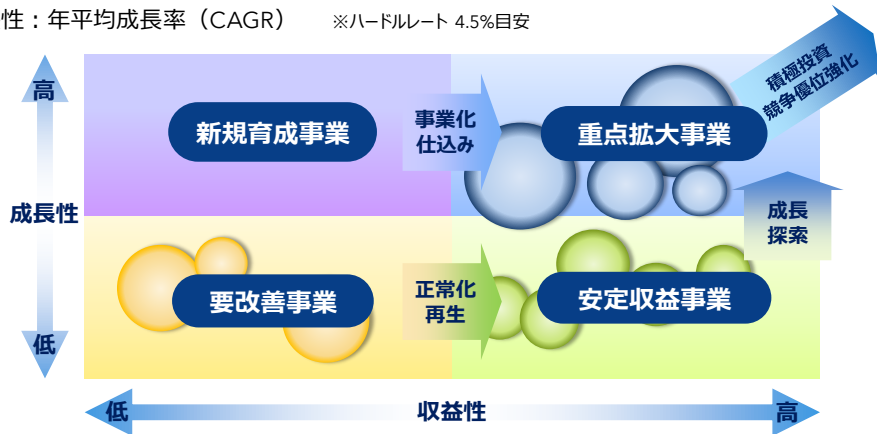 性：年平均成長率（CAGR） ※ハードルレート 4.5%目安
高
積極投資
競争優位強化
新規育成事業
事業化
仕込み
重点拡大事業
成長性
成長
探索
要改善事業
正常化
再生
安定収益事業
低
低
収益性
高